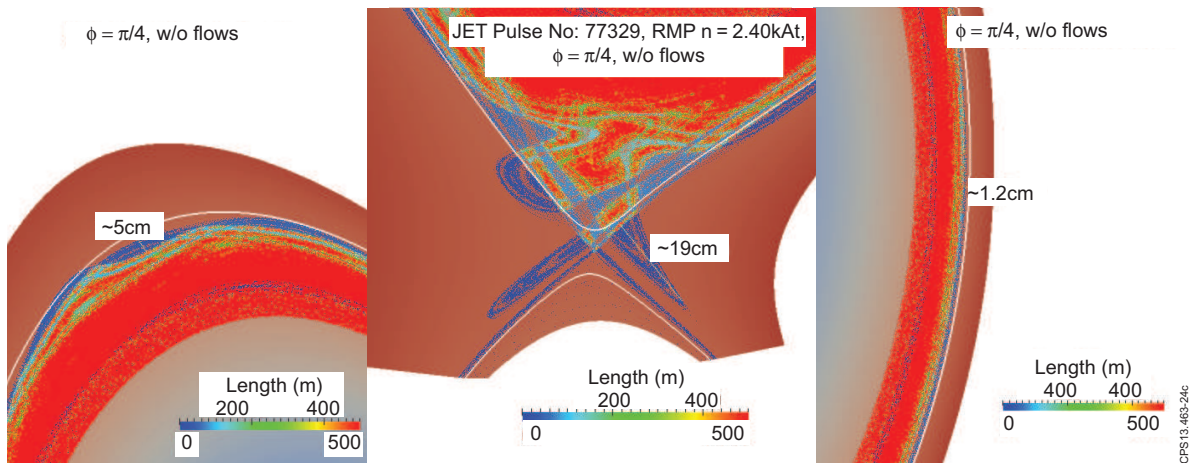 ϕ = π/4, w/o flows
~5cm
Length (m)
200 400
0 500
JET Pulse No: 77329, RMP n = 2.40kAt,
ϕ = π/4, w/o flows
~19cm
Length (m)
200 400
0 500
ϕ = π/4, w/o flows
~1.2cm
Length (m)
400 400
0 500
CPS13.463-24c